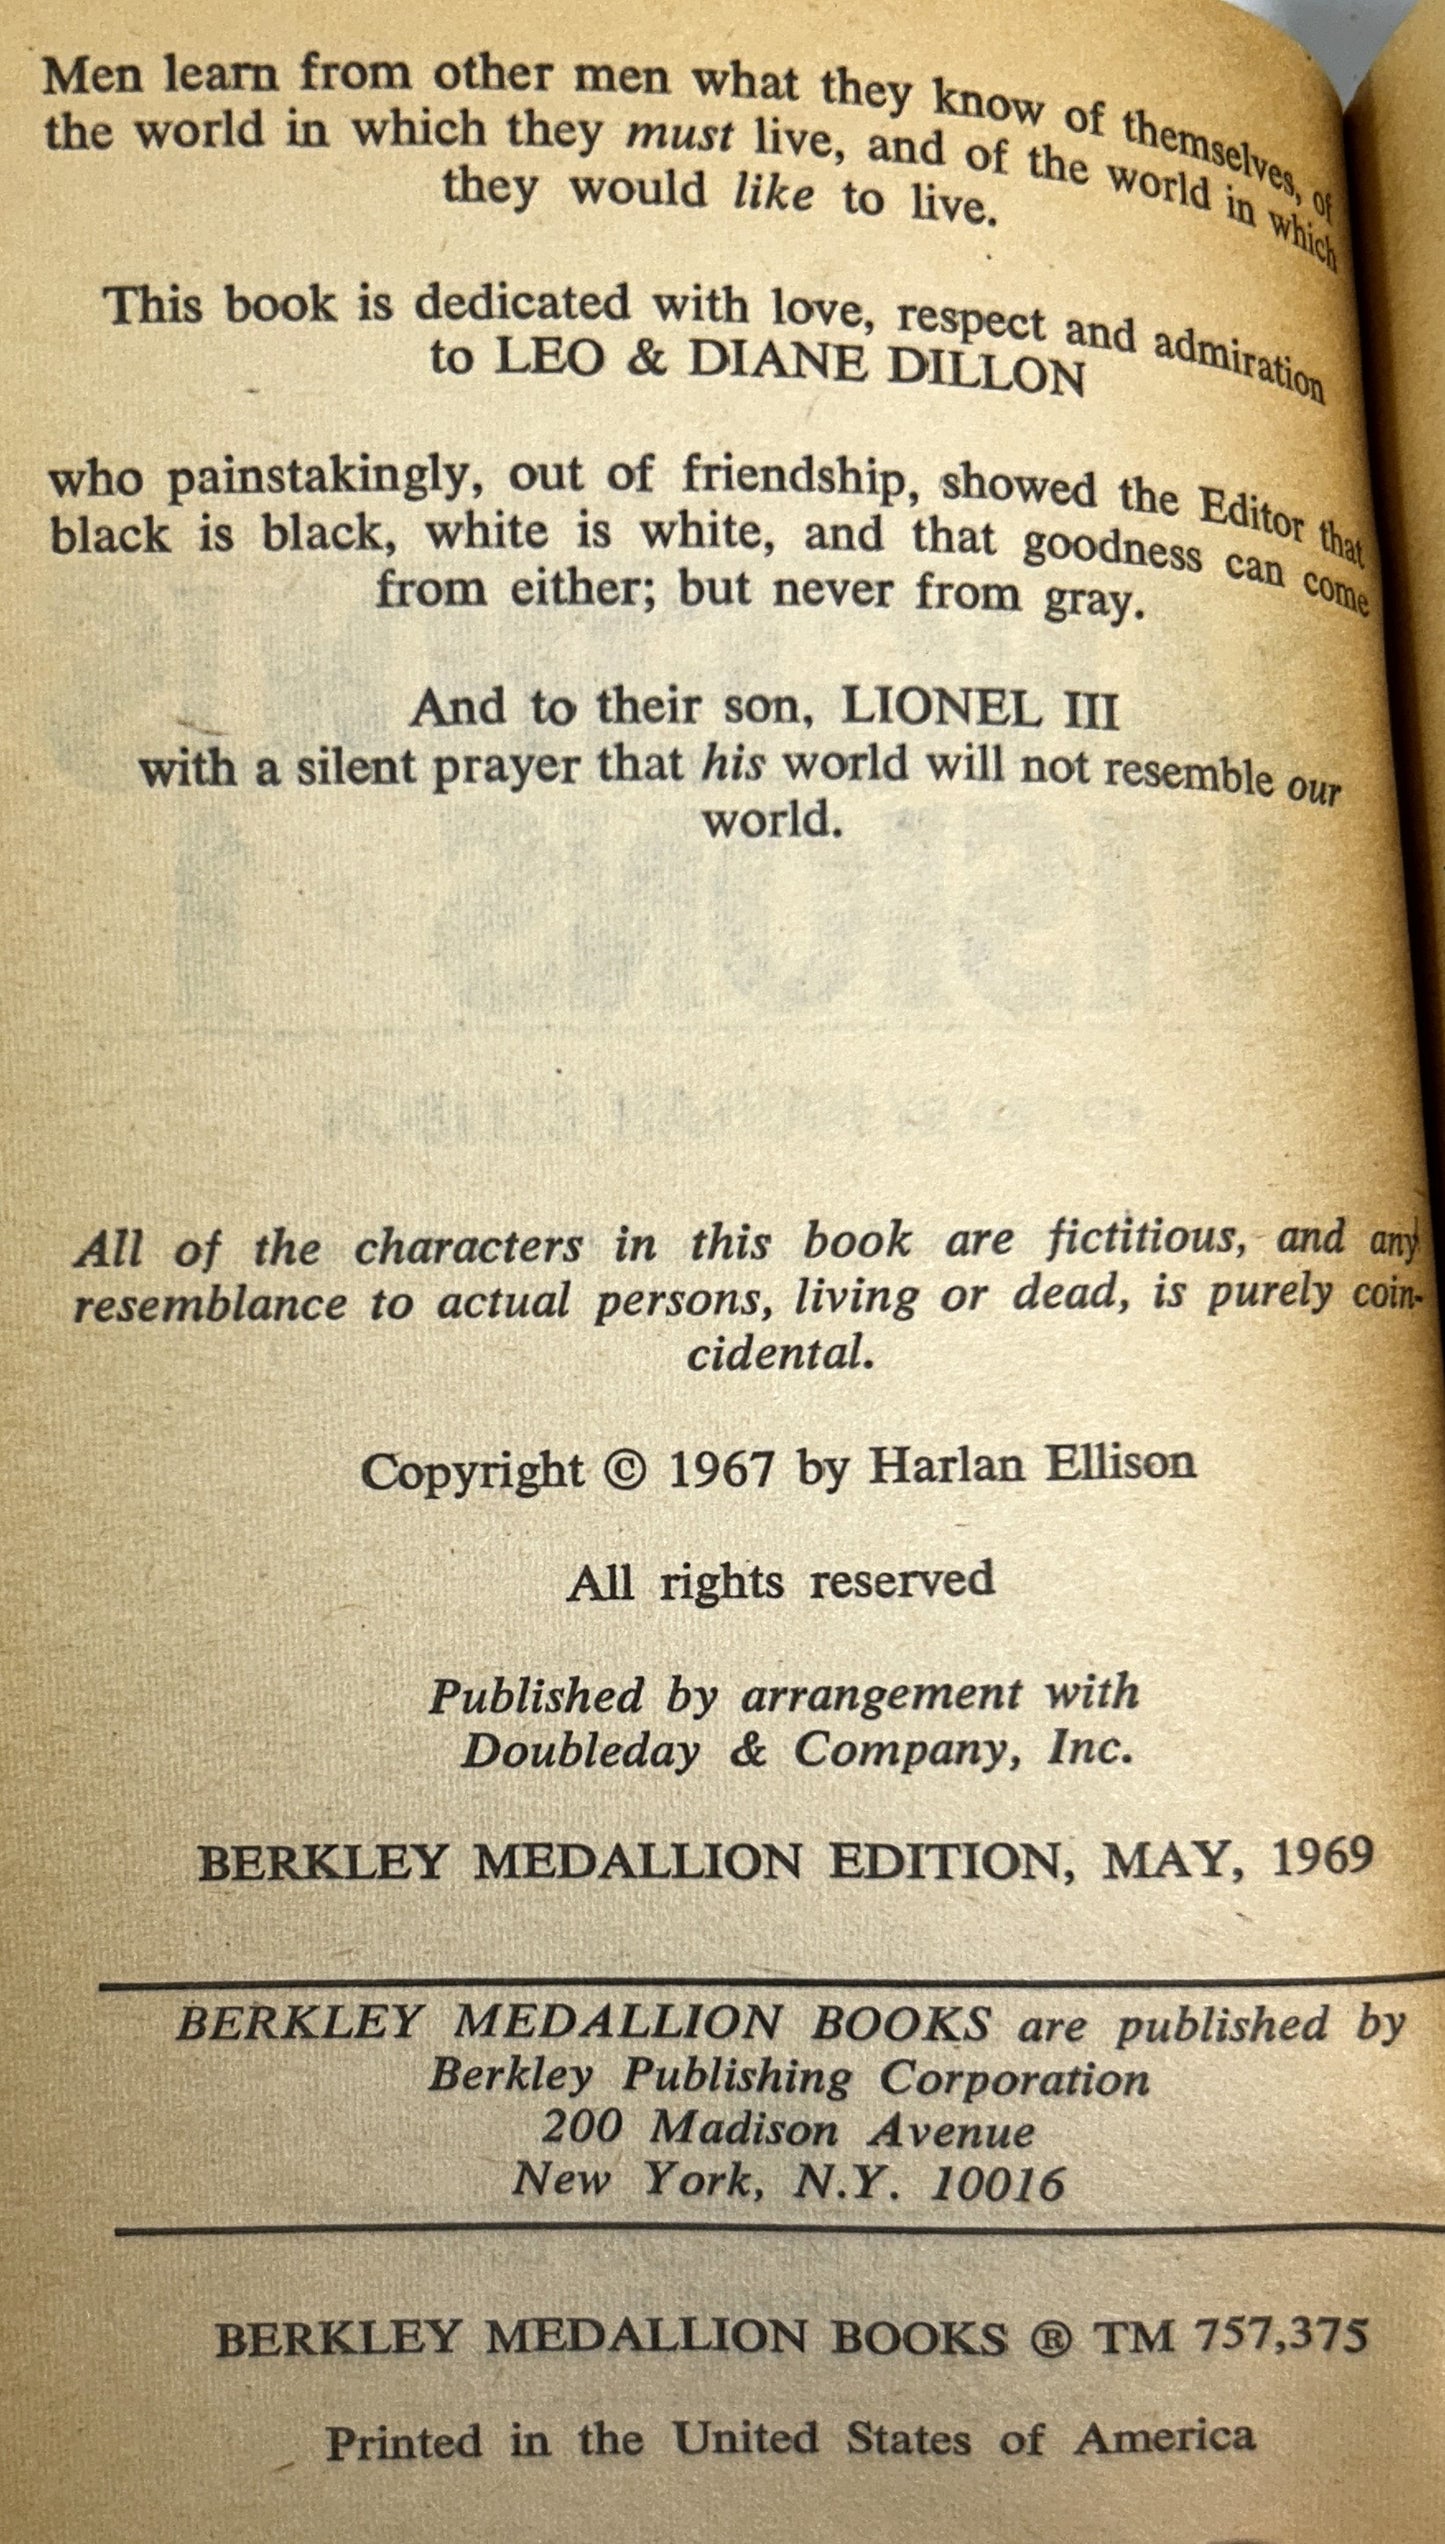 Men learn from other men what they know of themselves, of
the world in which they must live, and of the world in which
they would like to live.
This book is dedicated with love, respect and admiration
to LEO & DIANE DILLON
who painstakingly, out of friendship, showed the Editor that
black is black, white is white, and that goodness can come
from either; but never from gray.
And to their son, LIONEL III
with a silent prayer that his world will not resemble our
world.
All of the characters in this book are fictitious, and any
resemblance to actual persons, living or dead, is purely coin-
cidental.
Copyright © 1967 by Harlan Ellison
All rights reserved
Published by arrangement with
Doubleday & Company, Inc.
BERKLEY MEDALLION EDITION, MAY, 1969
BERKLEY MEDALLION BOOKS are published by
Berkley Publishing Corporation
200 Madison Avenue
New York, N.Y. 10016
BERKLEY MEDALLION BOOKS ® TM 757,375
Printed in the United States of America